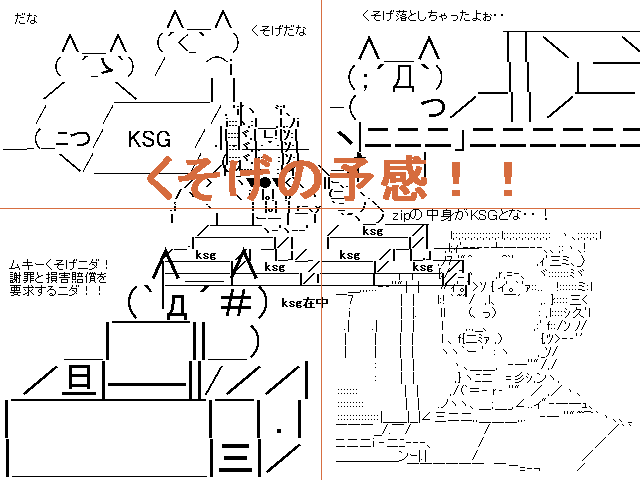 だな
くそげだな
くそげ落としちゃったよぉ・・
KSG
くそげの予感！！
zipの中身がKSGとな・・！
ksg
ksg
ksg
ksg
ksg
ksg
ムキーくそげニダ！
謝罪と損害賠償を
要求するニダ！！
ksg在中